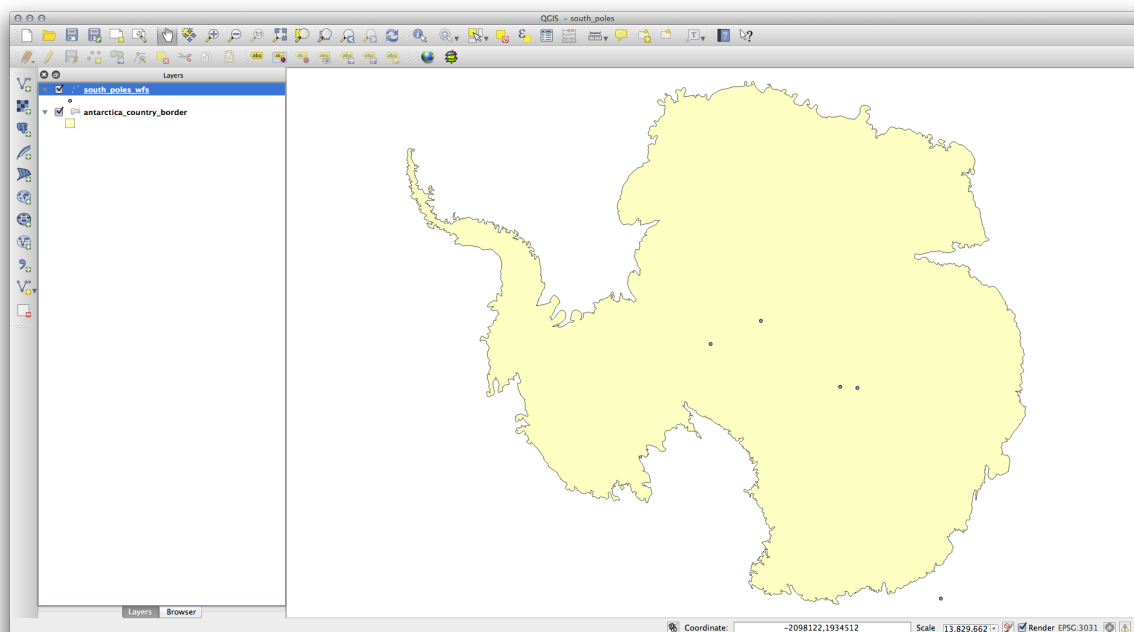 QGIS - south_poles
Layers
south_poles_wfs
antarctica_country_border
Layers Browser
Coordinate: -2098122,1934512 Scale 13,829,662 Render EPSG:3031